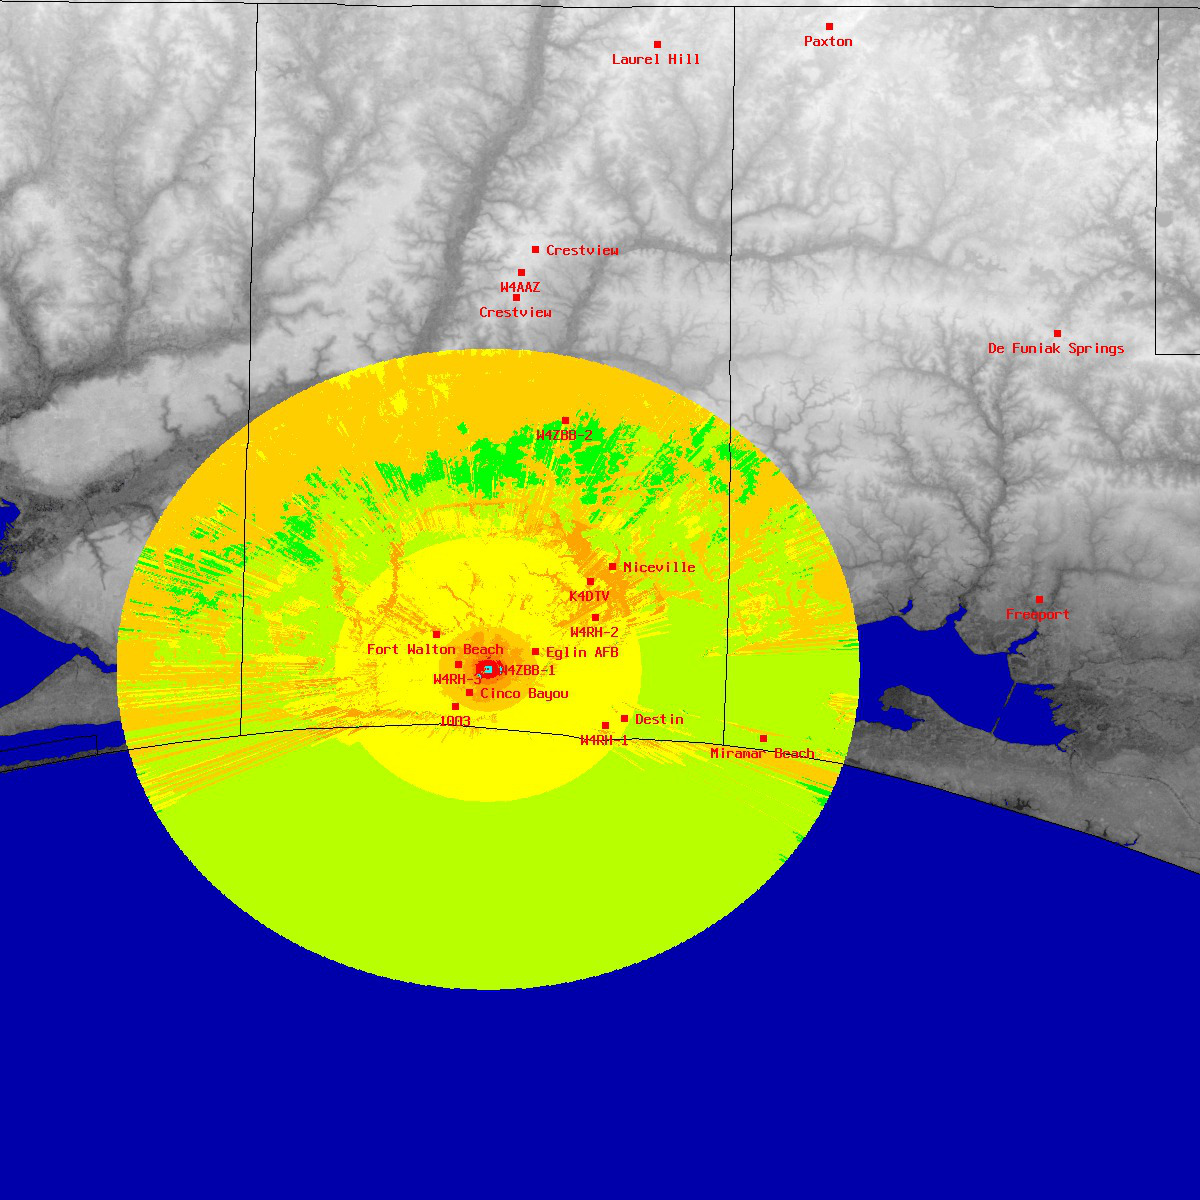 Paxton
Laurel Hill
Crestview
W4AAZ
Crestview
De Funiak Springs
W4ZBB-2
Niceville
K4DTV
Freeport
W4RH-2
Fort Walton Beach
Eglin AFB
W4ZBB-1
W4RH-3
Cinco Bayou
1003
Destin
W4RH-1
Miramar Beach